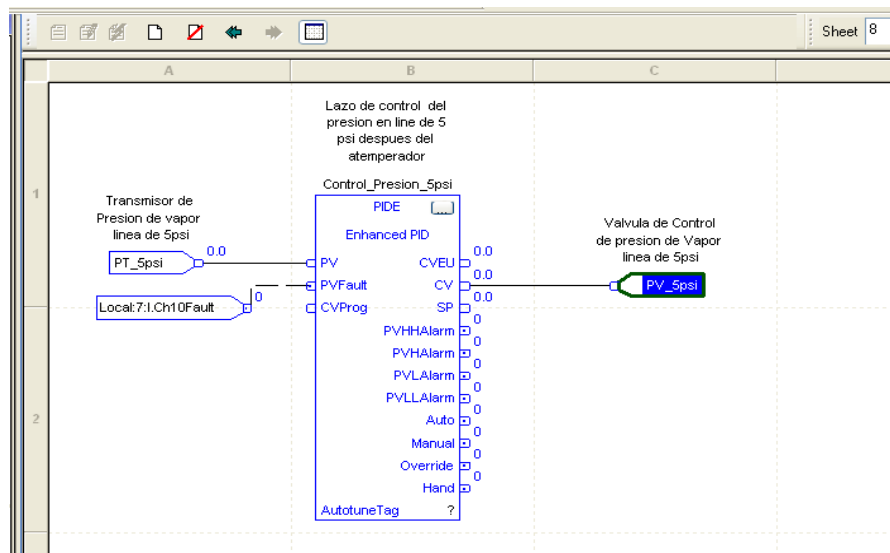 Sheet 8
A B C
1
Lazo de control del
presion en line de 5
psi despues del
atemperador
Control_Presion_5psi
Transmisor de
Presion de vapor
linea de 5psi
PT_5psi
0.0
Local:7:I.Ch10Fault
0
PIDE ...
Enhanced PID
PV CVEU 0.0
PVFault CV 0.0
CVProg SP 0.0
PVHHAlarm 0
PVHAlarm 0
PVLAlarm 0
PVLLAlarm 0
Auto 0
Manual 0
Override 0
Hand 0
AutotuneTag ?
Valvula de Control
de presion de Vapor
linea de 5psi
PV_5psi
2